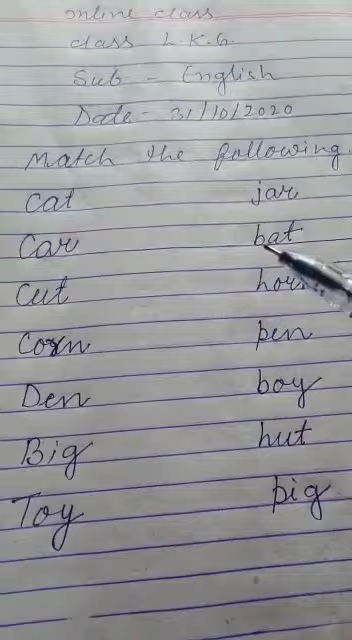 online class
class L.K.G.
Sub - English
Date - 31/10/2020
Match the following.
Cat jar
Car bat
Cut
Corn pen
Den boy
Big hut
Toy pig